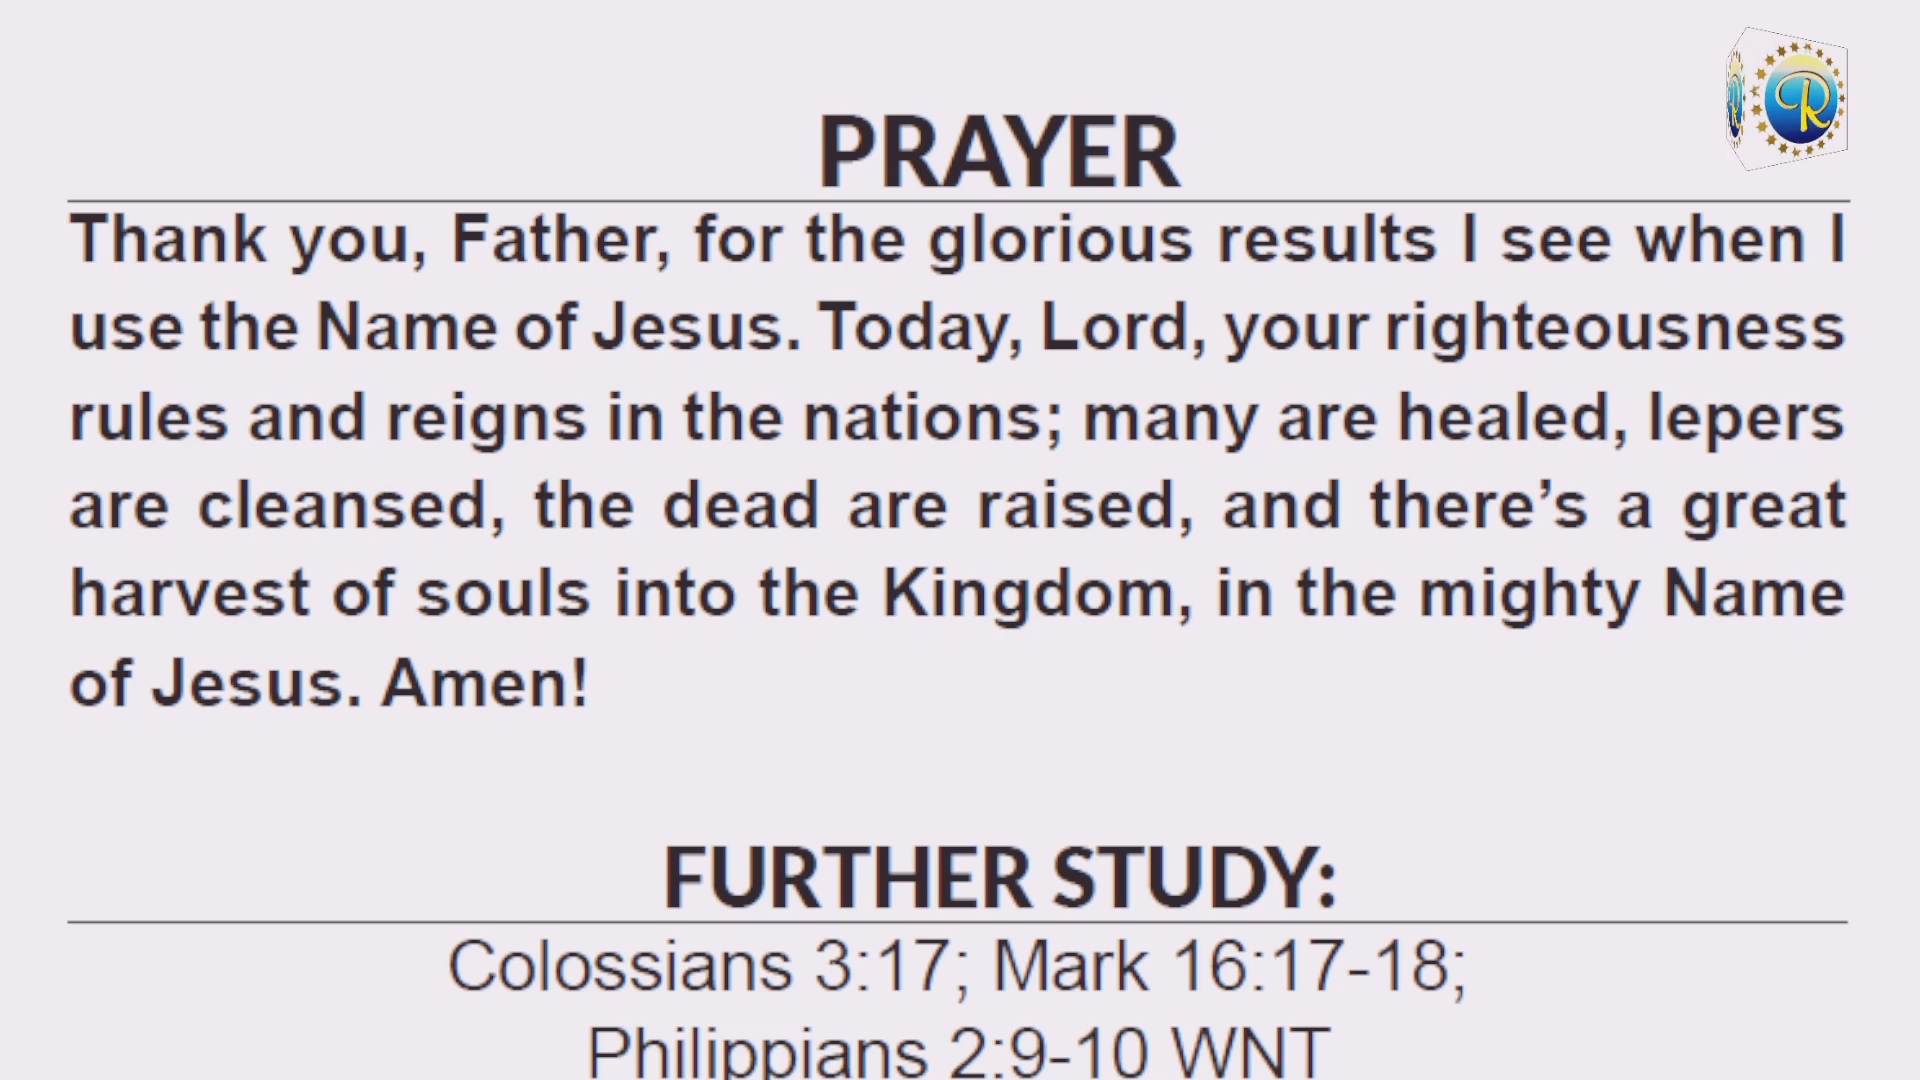 PRAYER
Thank you, Father, for the glorious results I see when I
use the Name of Jesus. Today, Lord, your righteousness
rules and reigns in the nations; many are healed, lepers
are cleansed, the dead are raised, and there’s a great
harvest of souls into the Kingdom, in the mighty Name
of Jesus. Amen!
FURTHER STUDY:
Colossians 3:17; Mark 16:17-18;
Philippians 2:9-10 WNT
R
R